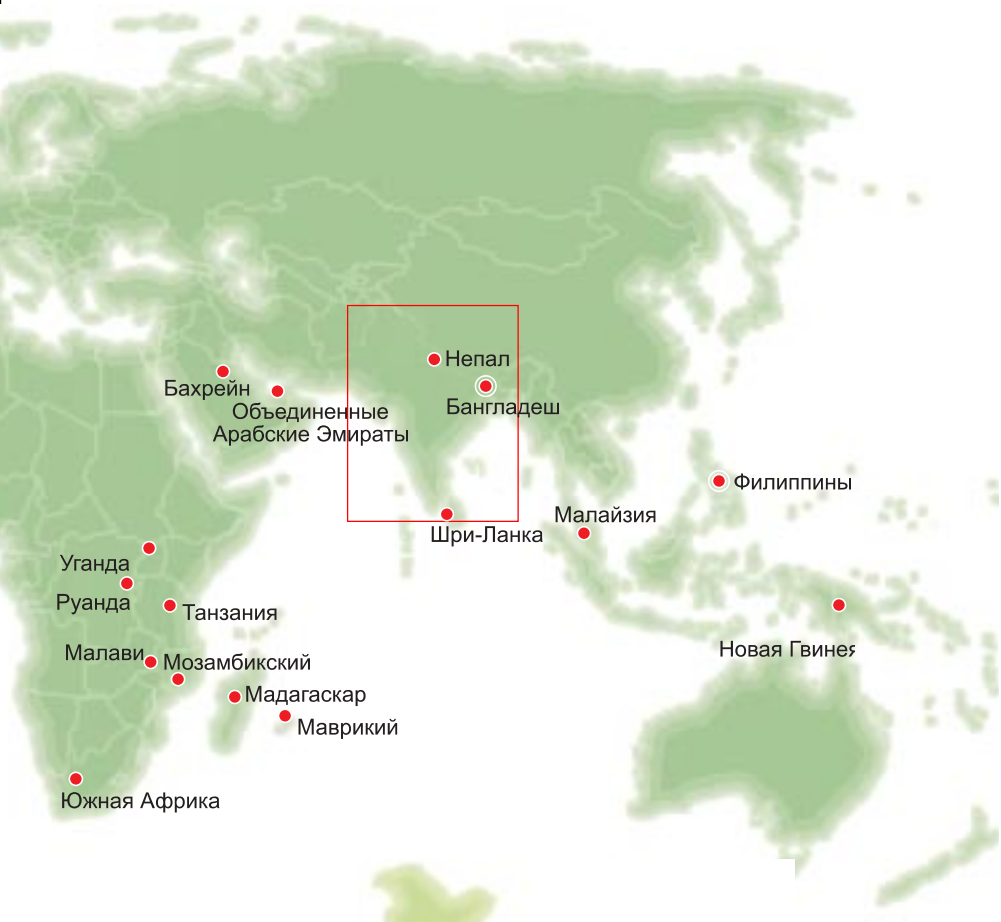 Непал
Бахрейн
Бангладеш
Объединенные
Арабские Эмираты
Филиппины
Малайзия
Шри-Ланка
Уганда
Руанда
Танзания
Новая Гвинея
Малави
Мозамбикский
Мадагаскар
Маврикий
Южная Африка